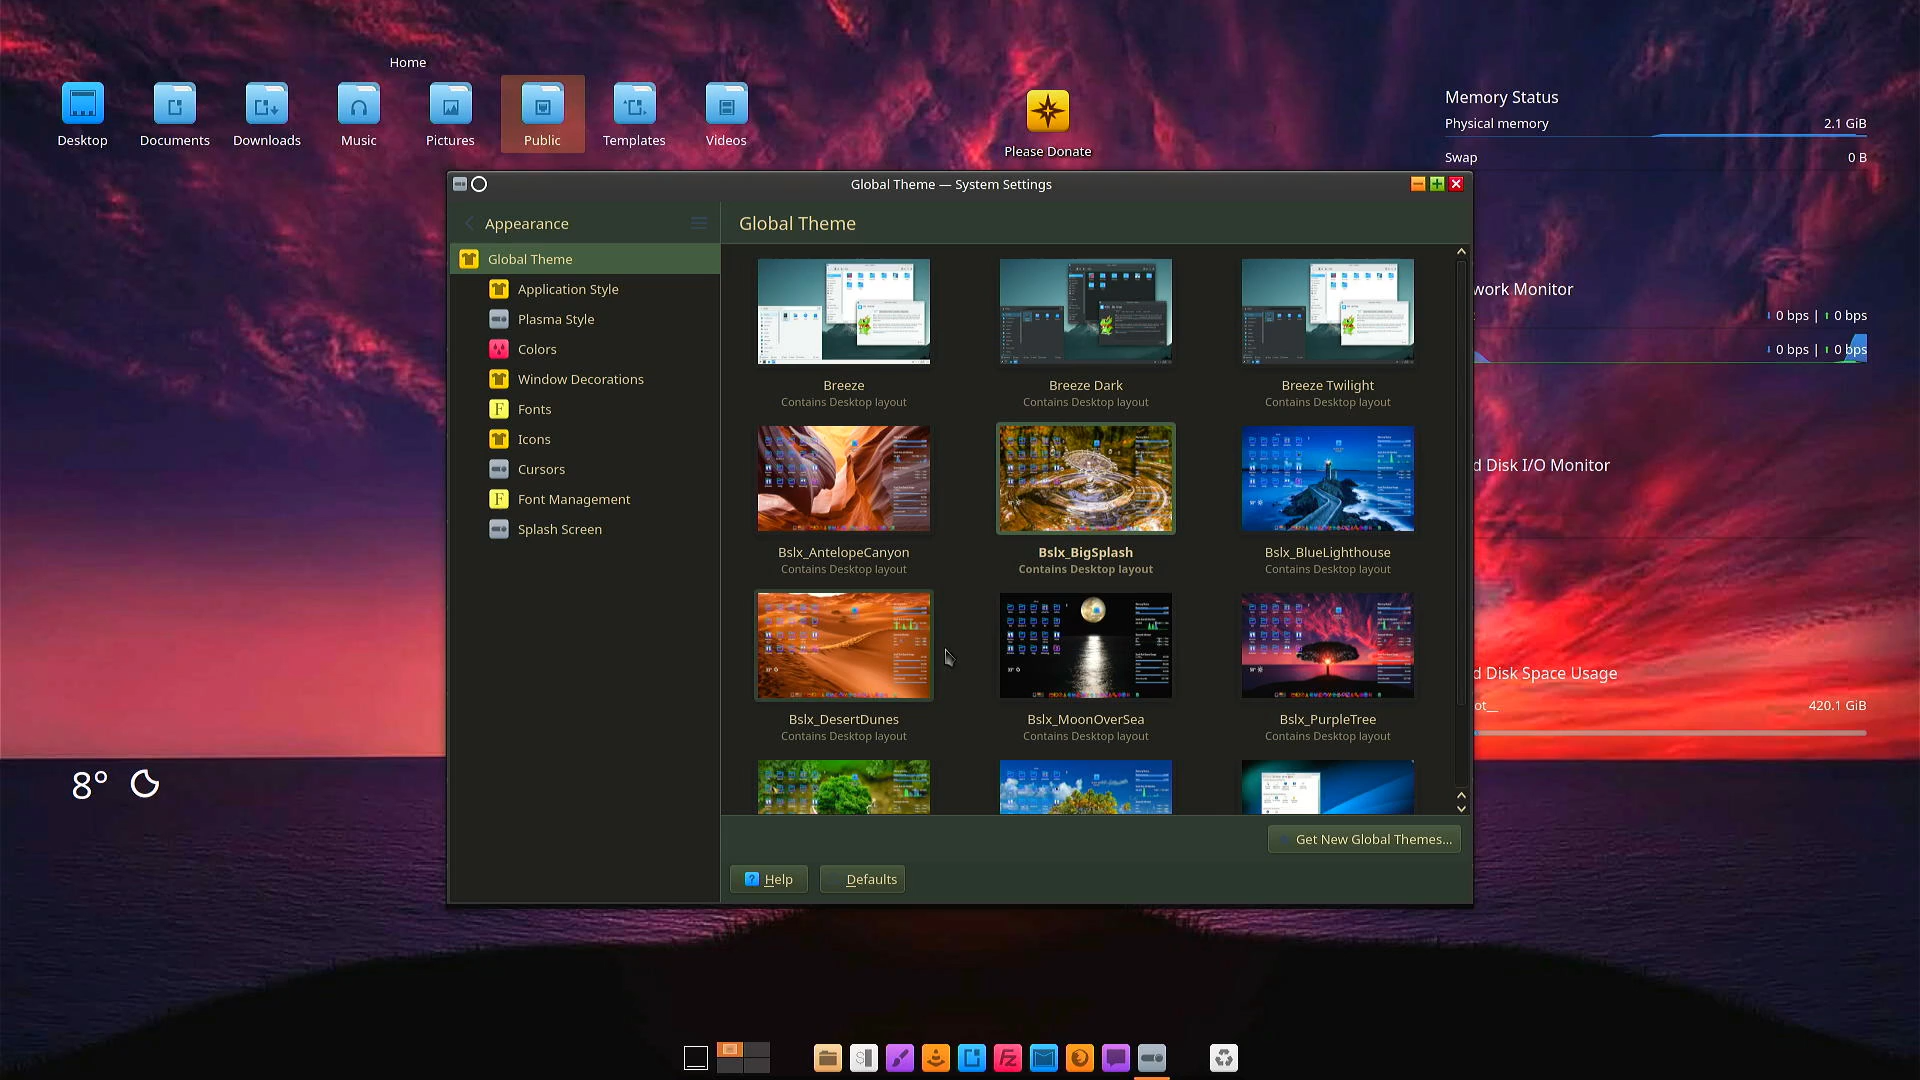 Home
Desktop
Documents
Downloads
Music
Pictures
Public
Templates
Videos
Please Donate
Memory Status
Physical memory 2.1 GiB
Swap 0 B
Global Theme — System Settings
Appearance
Global Theme
Application Style
Plasma Style
Colors
Window Decorations
F Fonts
Icons
Cursors
F Font Management
Splash Screen
Global Theme
Breeze
Contains Desktop layout
Breeze Dark
Contains Desktop layout
Breeze Twilight
Contains Desktop layout
Bslx_AntelopeCanyon
Contains Desktop layout
Bslx_BigSplash
Contains Desktop layout
Bslx_BlueLighthouse
Contains Desktop layout
Bslx_DesertDunes
Contains Desktop layout
Bslx_MoonOverSea
Contains Desktop layout
Bslx_PurpleTree
Contains Desktop layout
Get New Global Themes...
? Help
Defaults
work Monitor
0 bps | 0 bps
0 bps | 0 bps
d Disk I/O Monitor
d Disk Space Usage
ot__ 420.1 GiB
8°
S
Fz